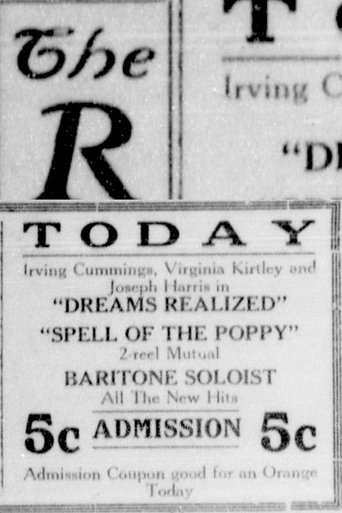 The
R
T
Irving C
"DI
TODAY
Irving Cummings, Virginia Kirtley and
Joseph Harris in
"DREAMS REALIZED"
"SPELL OF THE POPPY"
2-reel Mutual
BARITONE SOLOIST
All The New Hits
5c ADMISSION 5c
Admission Coupon good for an Orange
Today